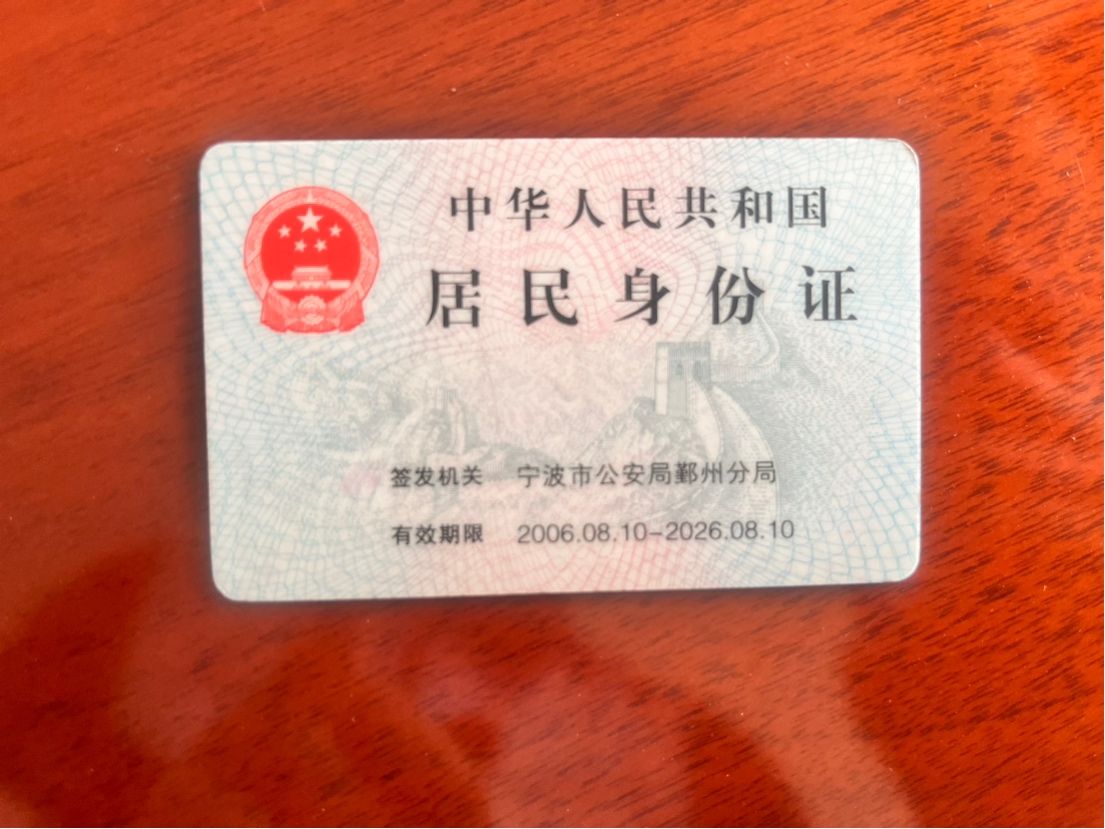 中华人民共和国
居民身份证
签发机关 宁波市公安局鄞州分局
有效期限 2006.08.10-2026.08.10